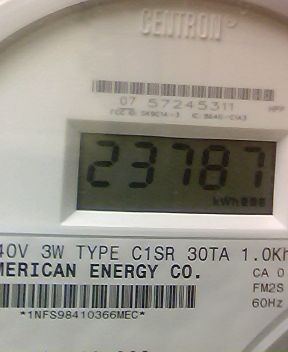 CENTRON
07 57245311
23787
kWh
40V 3W TYPE C1SR 30TA 1.0Kh
MERICAN ENERGY CO.
CA 0
FM2S
60Hz
*1NFS98410366MEC*